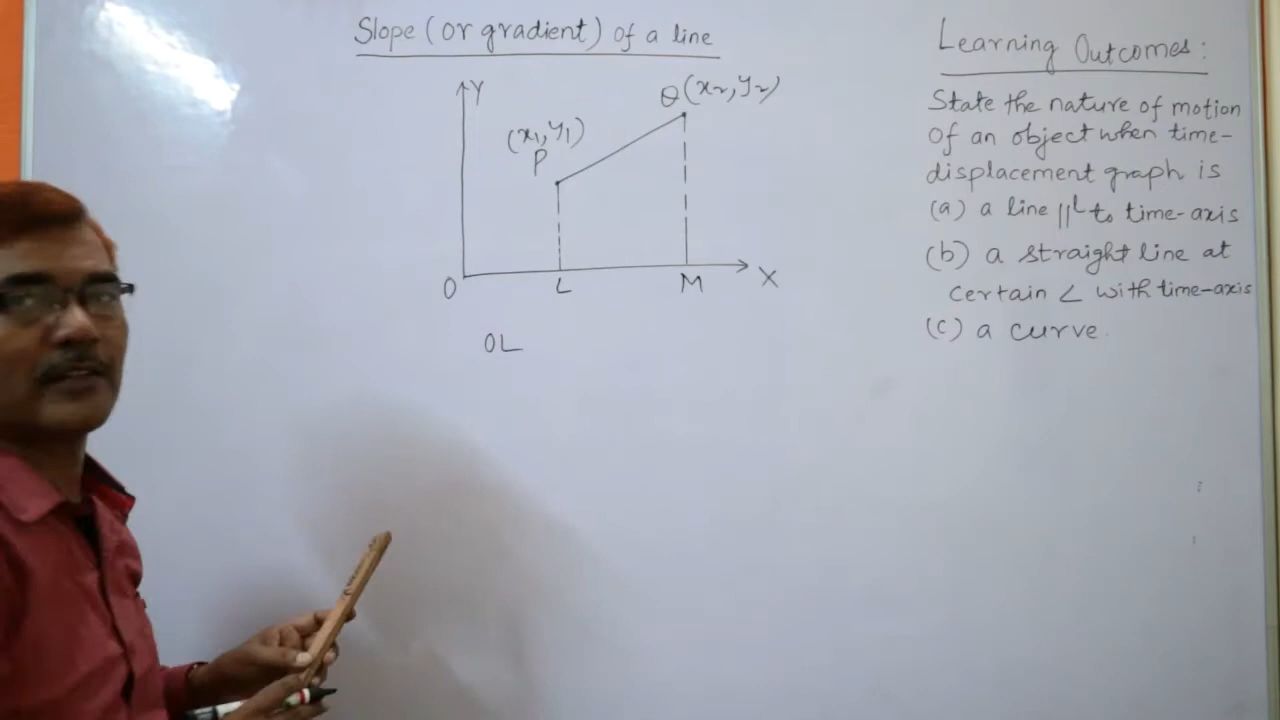 Slope (or gradient) of a line
Y
Q(x₂, y₂)
(x₁, y₁)
P
O
L
M
X
OL
Learning Outcomes:
State the nature of motion
of an object when time-
displacement graph is
(a) a line ||ᴸ to time-axis
(b) a straight line at
certain ∠ with time-axis
(c) a curve.